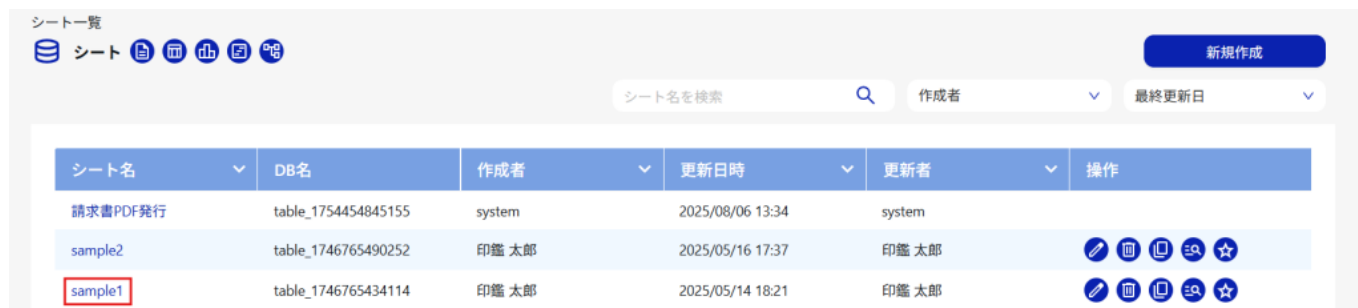 シート一覧
シート
新規作成
シート名を検索 作成者 最終更新日
シート名 DB名 作成者 更新日時 更新者 操作
請求書PDF発行 table_1754454845155 system 2025/08/06 13:34 system
sample2 table_1746765490252 印鑑 太郎 2025/05/16 17:37 印鑑 太郎
sample1 table_1746765434114 印鑑 太郎 2025/05/14 18:21 印鑑 太郎